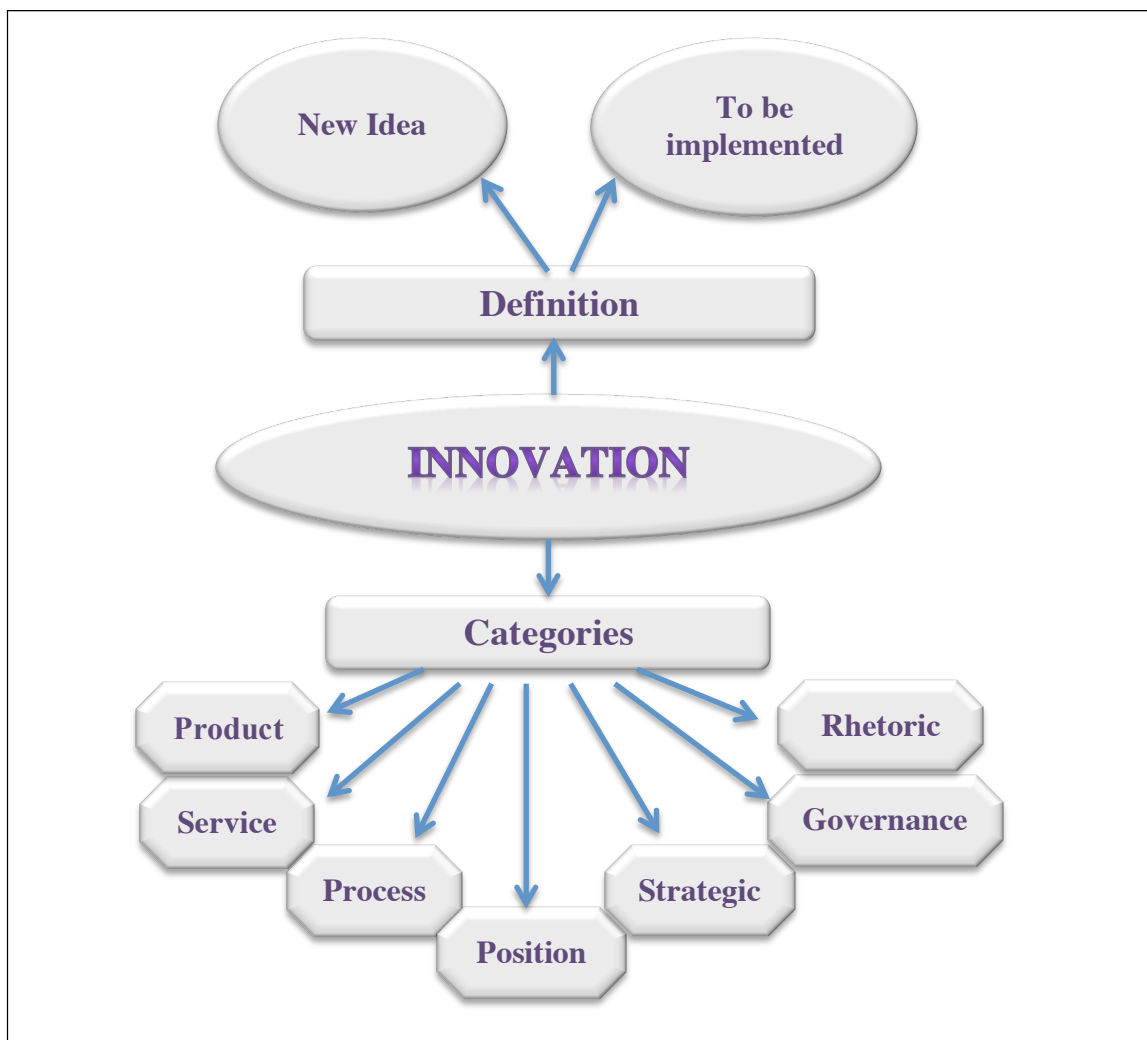 New Idea
To be
implemented
Definition
INNOVATION
Categories
Product
Rhetoric
Service
Governance
Process
Strategic
Position